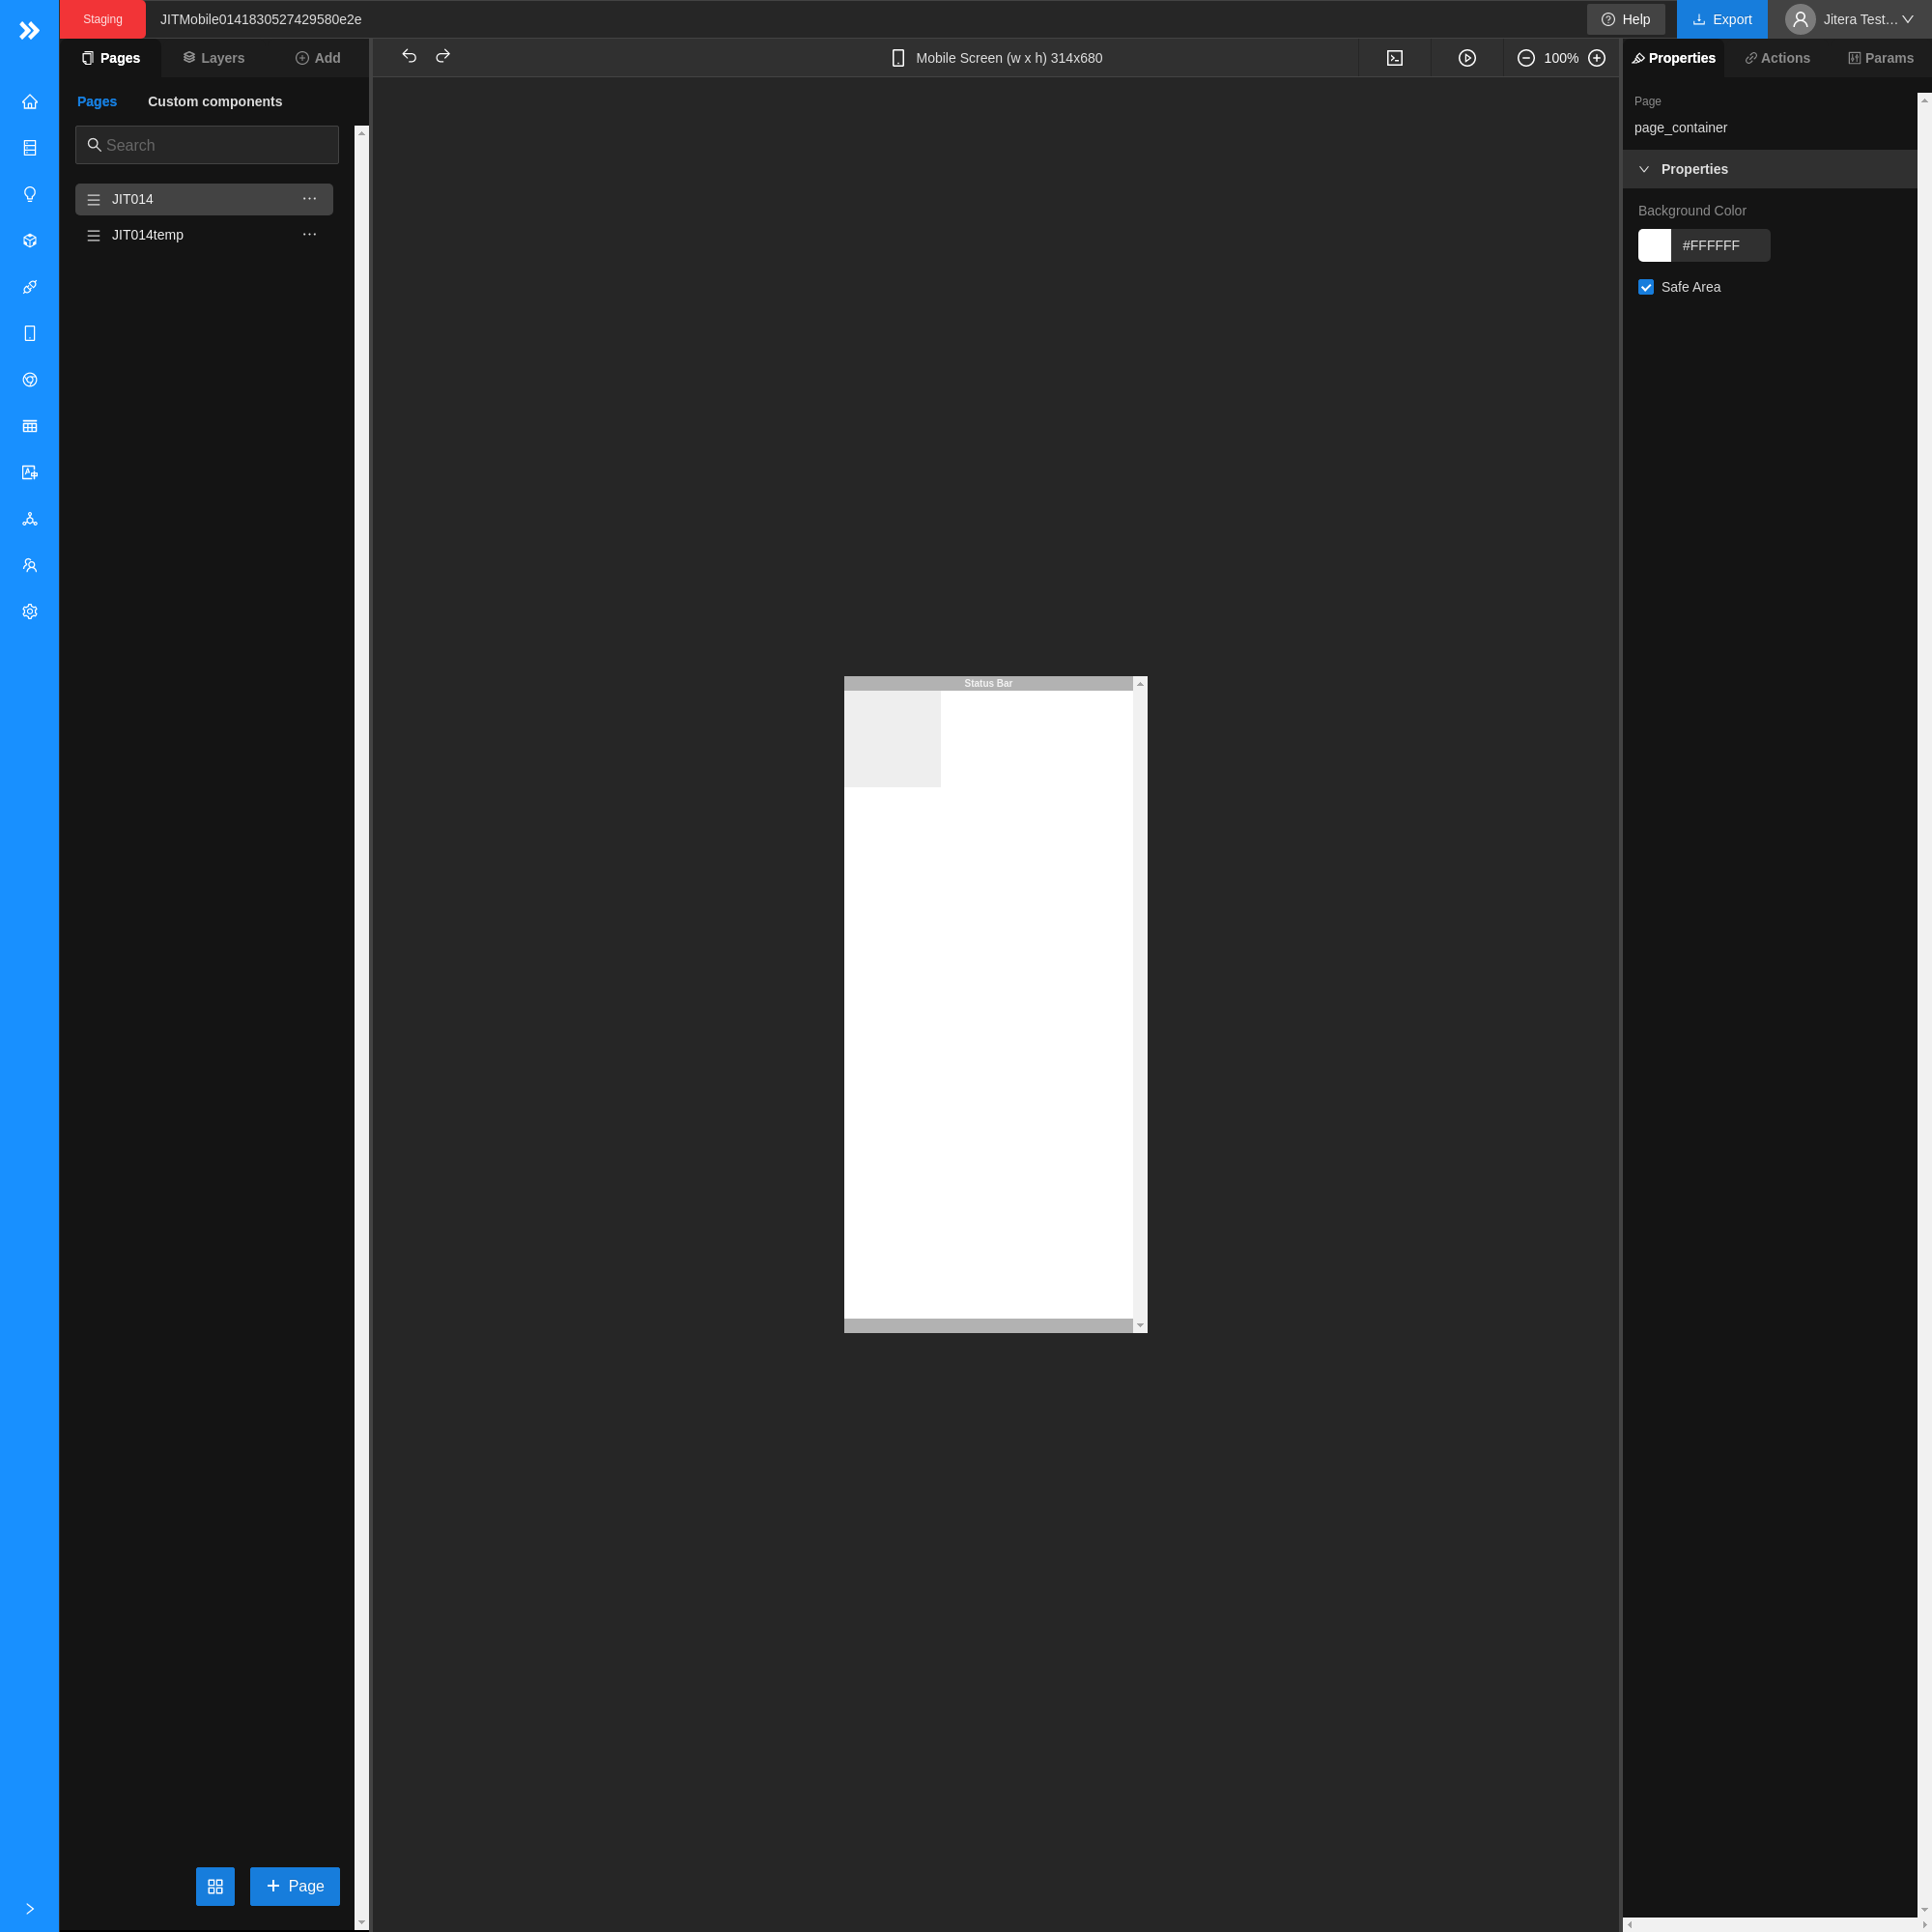 Staging
JITMobile0141830527429580e2e
Help
Export
Jitera Test...
Pages
Layers
Add
Mobile Screen (w x h) 314x680
100%
Properties
Actions
Params
Pages
Custom components
Search
JIT014
JIT014temp
Status Bar
Page
page_container
Properties
Background Color
#FFFFFF
Safe Area
Page